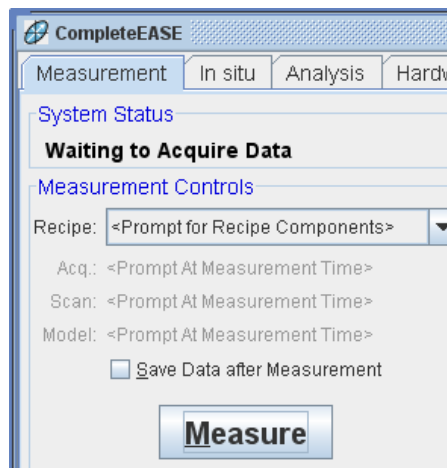 CompleteEASE
Measurement In situ Analysis
System Status
Waiting to Acquire Data
Measurement Controls
Recipe: <Prompt for Recipe Components>
Acq.: <Prompt At Measurement Time>
Scan: <Prompt At Measurement Time>
Model: <Prompt At Measurement Time>
Save Data after Measurement
Measure